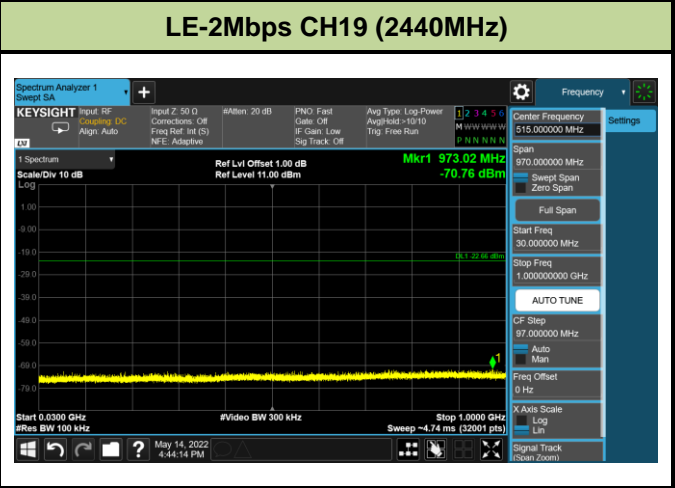 LE-2Mbps CH19 (2440MHz)
Spectrum Analyzer 1
Swept SA
Frequency
KEYSIGHT
Input: RF
Coupling: DC
Align: Auto
Input Z: 50 Ω
Corrections: Off
Freq Ref: Int (S)
NFE: Adaptive
#Atten: 20 dB
PNO: Fast
Gate: Off
IF Gain: Low
Sig Track: Off
Avg Type: Log-Power
Avg|Hold:>10/10
Trig: Free Run
1 2 3 4 5 6
M W W W W W
P N N N N N
LXI
1 Spectrum
Scale/Div 10 dB
Log
Ref Lvl Offset 1.00 dB
Ref Level 11.00 dBm
Mkr1 973.02 MHz
-70.76 dBm
1.00
-9.00
-19.0
-29.0
-39.0
-49.0
-59.0
-69.0
-79.0
DL1 -22.66 dBm
1
Start 0.0300 GHz
#Res BW 100 kHz
#Video BW 300 kHz
Stop 1.0000 GHz
Sweep ~4.74 ms (32001 pts)
Center Frequency
515.000000 MHz
Settings
Span
970.000000 MHz
Swept Span
Zero Span
Full Span
Start Freq
30.000000 MHz
Stop Freq
1.000000000 GHz
AUTO TUNE
CF Step
97.000000 MHz
Auto
Man
Freq Offset
0 Hz
X Axis Scale
Log
Lin
Signal Track
(Span Zoom)
?
May 14, 2022
4:44:14 PM